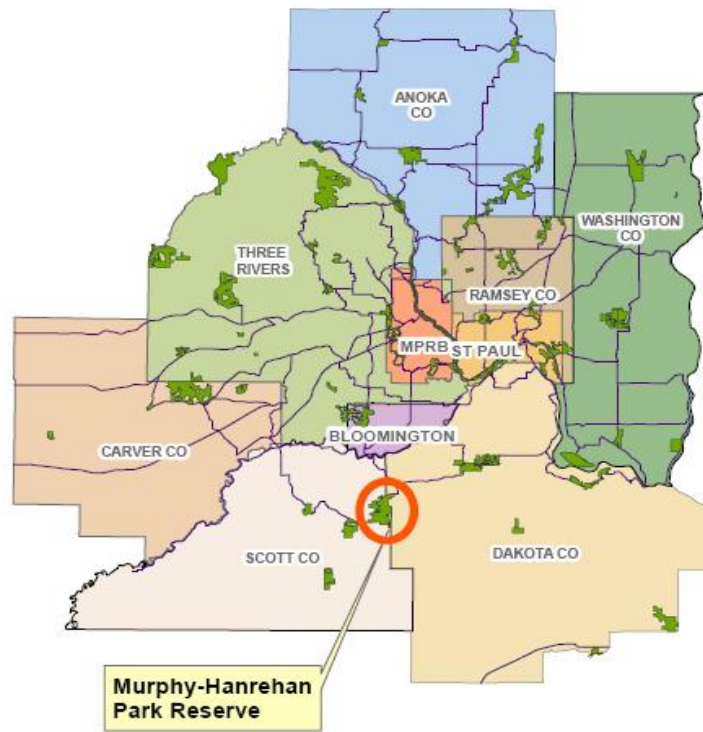 ANOKA
CO
WASHINGTON
CO
THREE
RIVERS
RAMSEY CO
MPRB
ST PAUL
BLOOMINGTON
CARVER CO
SCOTT CO
DAKOTA CO
Murphy-Hanrehan
Park Reserve